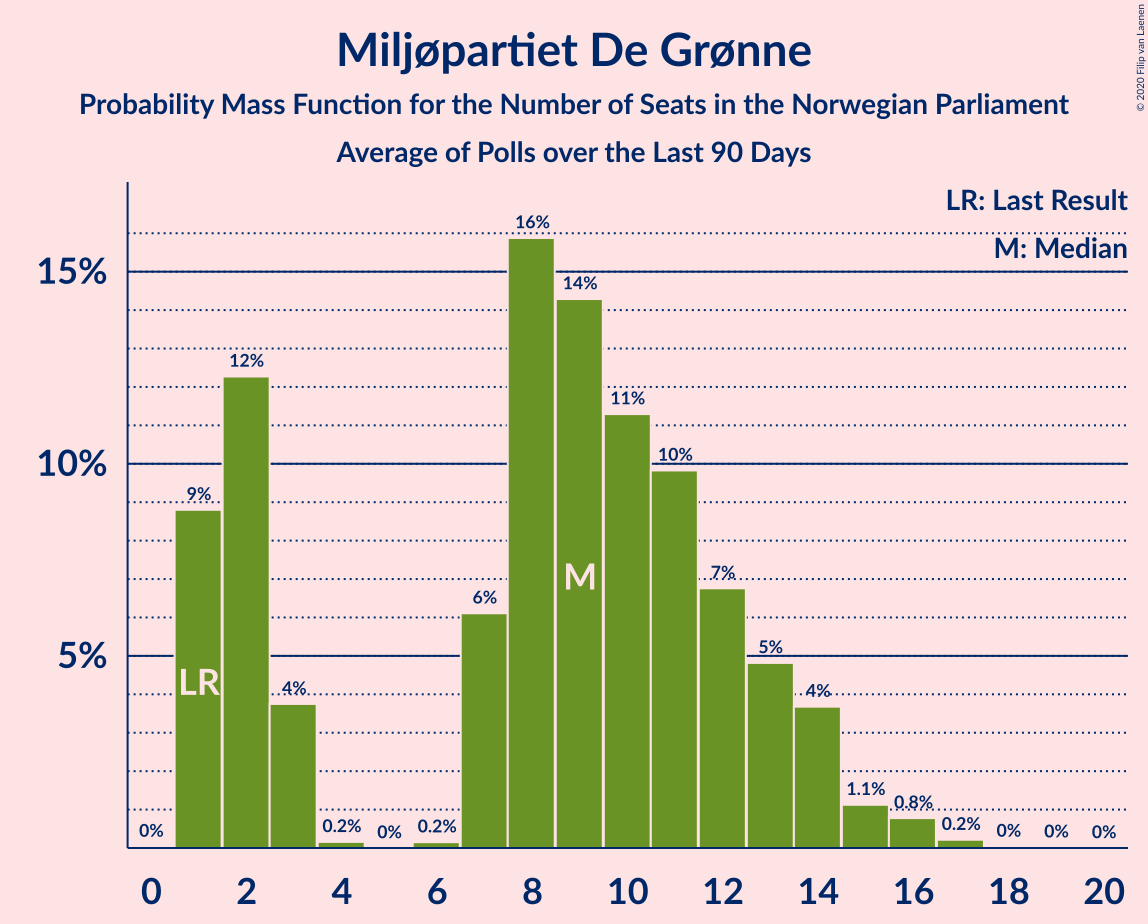 Miljøpartiet De Grønne
Probability Mass Function for the Number of Seats in the Norwegian Parliament
Average of Polls over the Last 90 Days
© 2020 Filip van Laenen
LR: Last Result
M: Median
15%
10%
5%
0%
9%
12%
4%
0.2%
0%
0.2%
6%
16%
14%
11%
10%
7%
5%
4%
1.1%
0.8%
0.2%
0%
0%
0%
LR
M
0 2 4 6 8 10 12 14 16 18 20